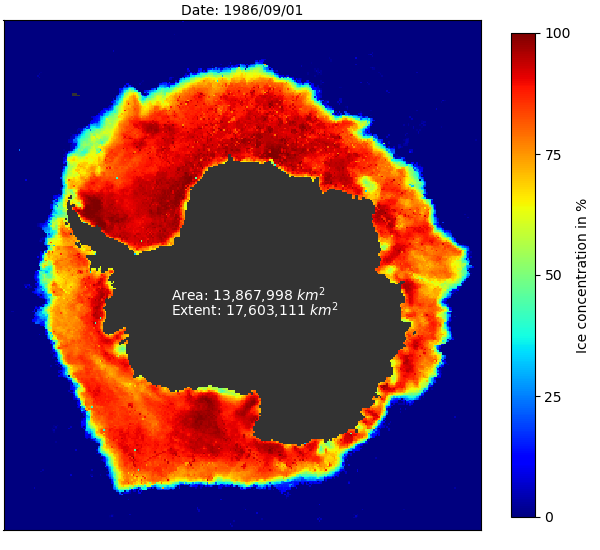 Date: 1986/09/01
100
75
50
25
0
Ice concentration in %
Area: 13,867,998 km²
Extent: 17,603,111 km²